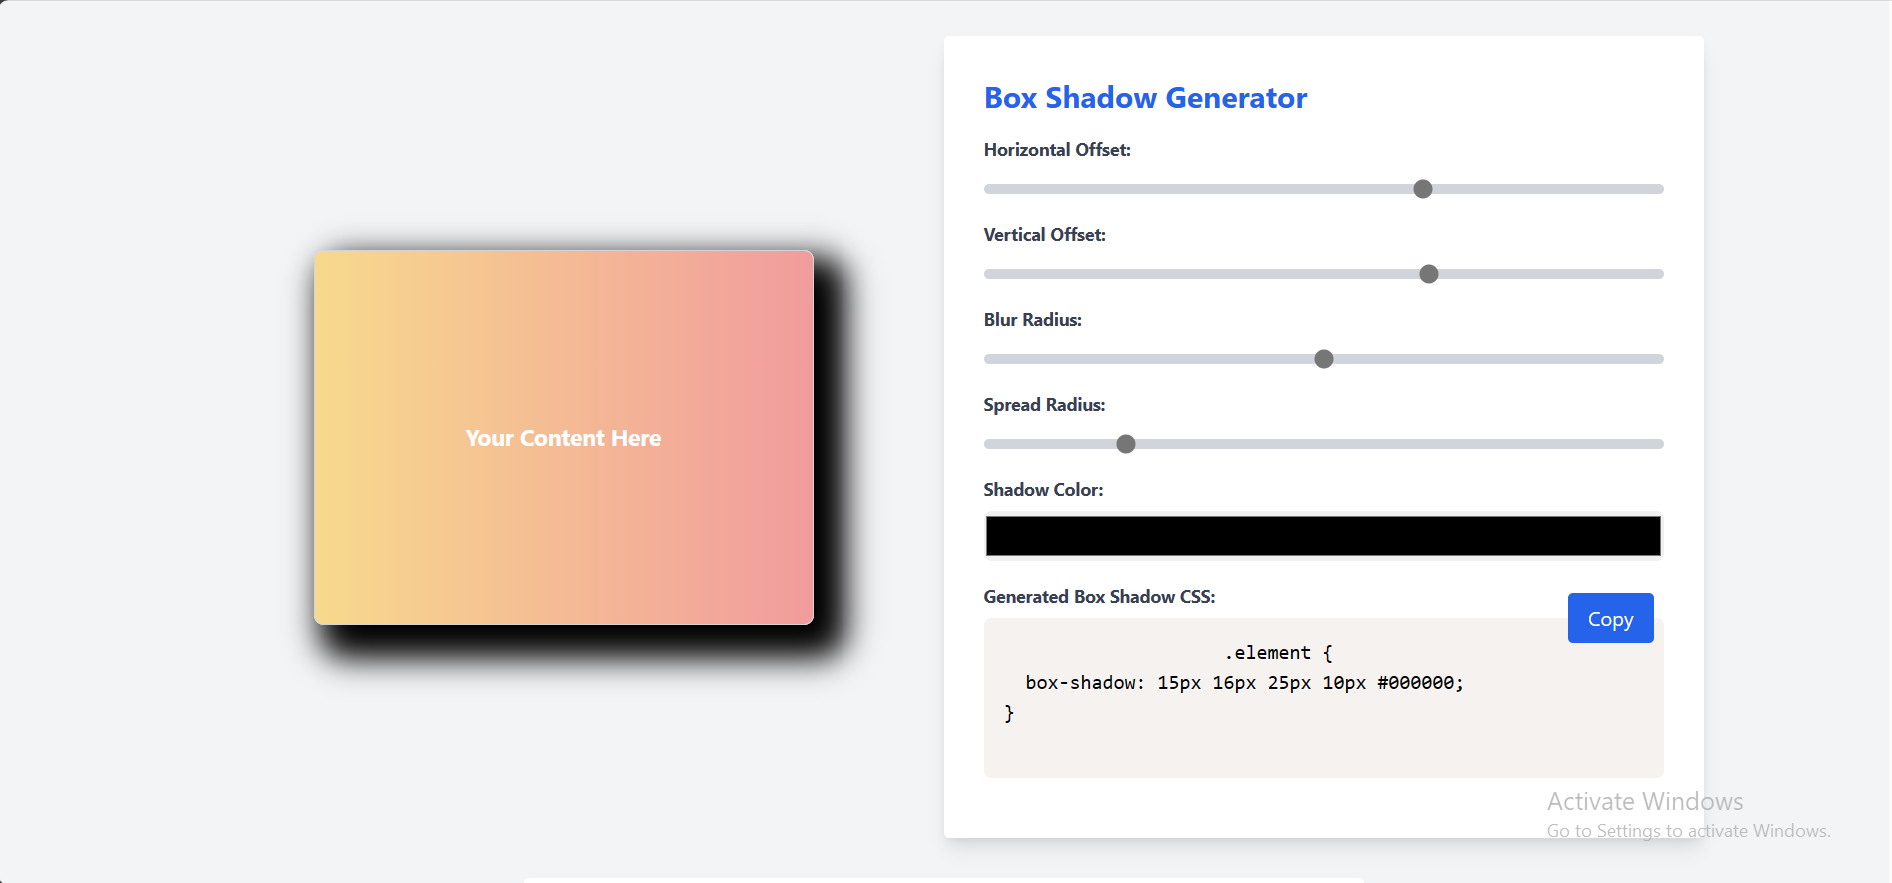 Your Content Here
Box Shadow Generator
Horizontal Offset:
Vertical Offset:
Blur Radius:
Spread Radius:
Shadow Color:
Generated Box Shadow CSS:
Copy
.element {
box-shadow: 15px 16px 25px 10px #000000;
}
Activate Windows
Go to Settings to activate Windows.